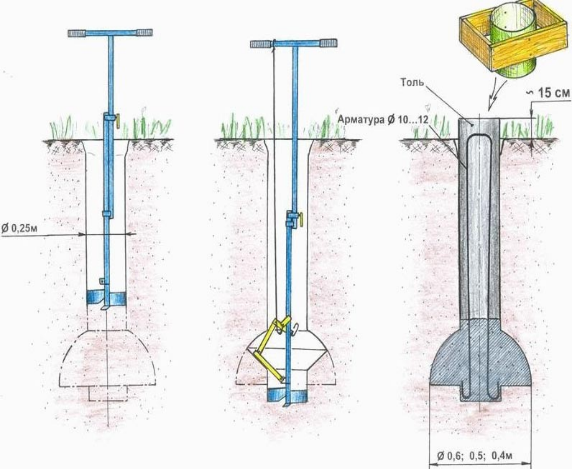 Толь
~ 15 см
Арматура Ø 10...12
Ø 0,25м
Ø 0,6; 0,5; 0,4м